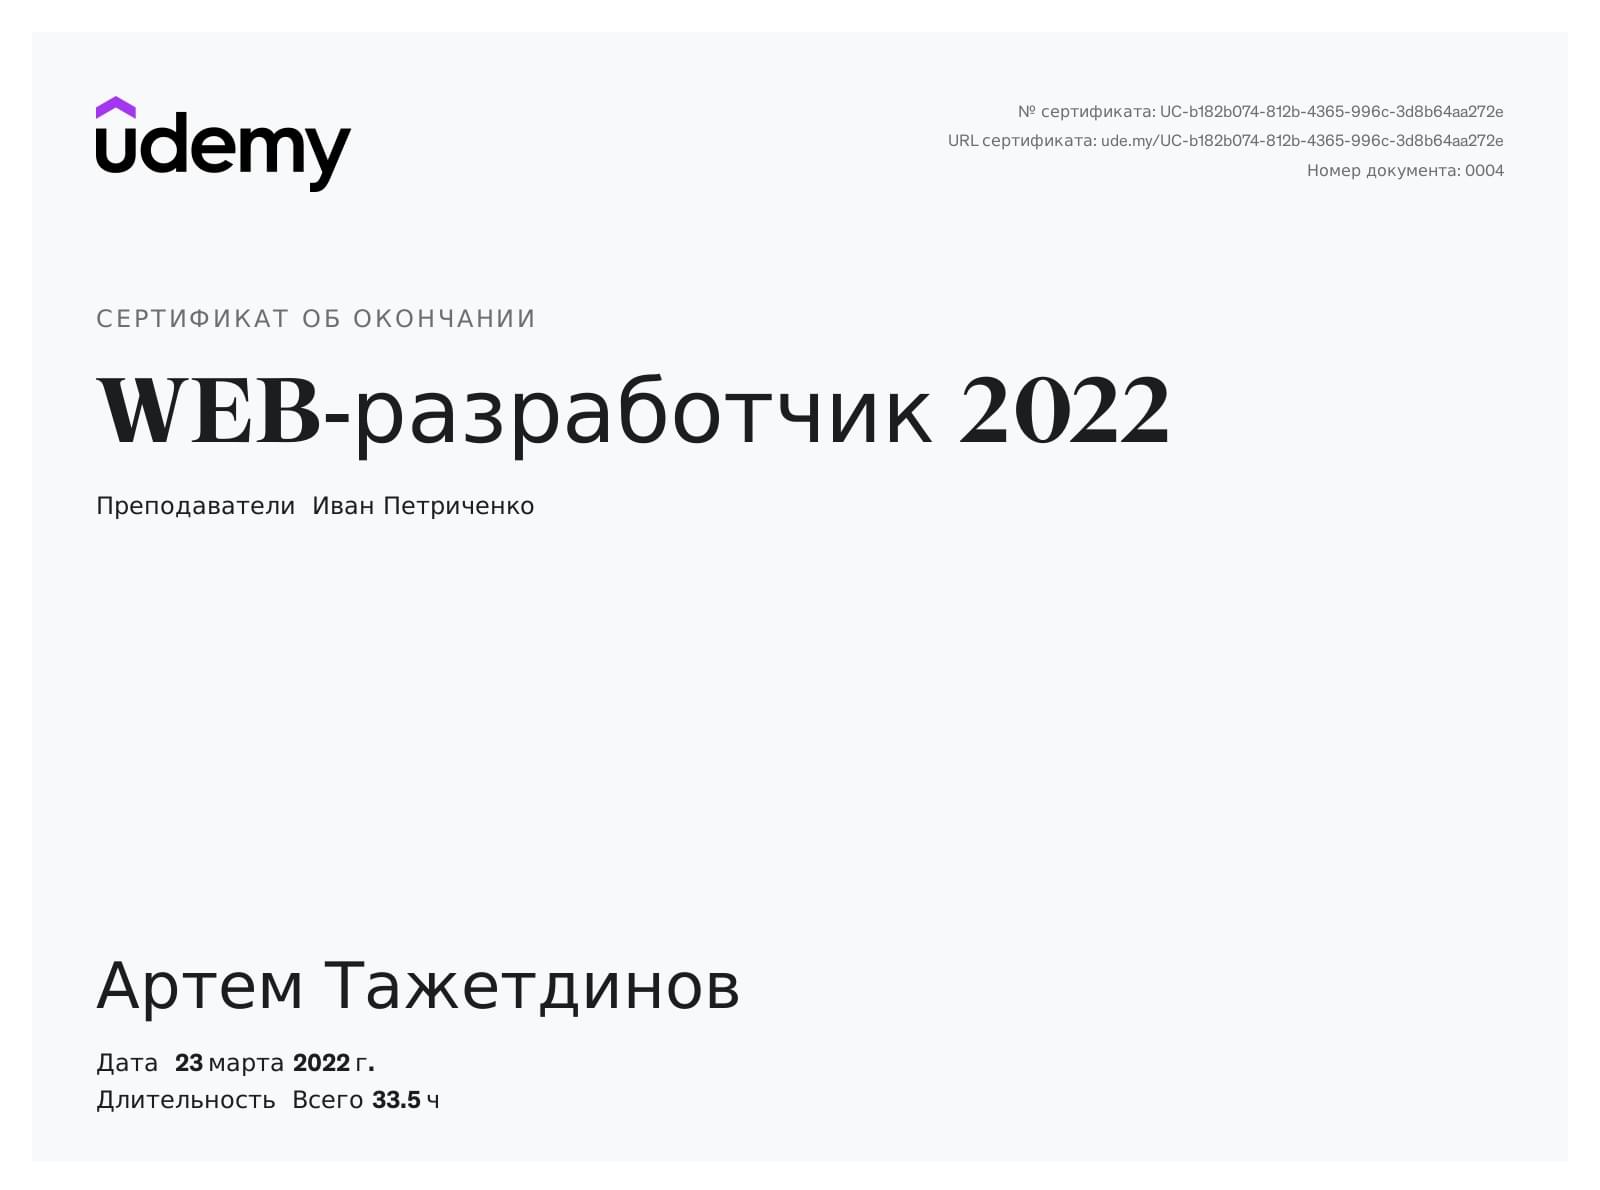 udemy
№ сертификата: UC-b182b074-812b-4365-996c-3d8b64aa272e
URL сертификата: ude.my/UC-b182b074-812b-4365-996c-3d8b64aa272e
Номер документа: 0004
СЕРТИФИКАТ ОБ ОКОНЧАНИИ
WEB-разработчик 2022
Преподаватели Иван Петриченко
Артем Тажетдинов
Дата 23 марта 2022 г.
Длительность Всего 33.5 ч